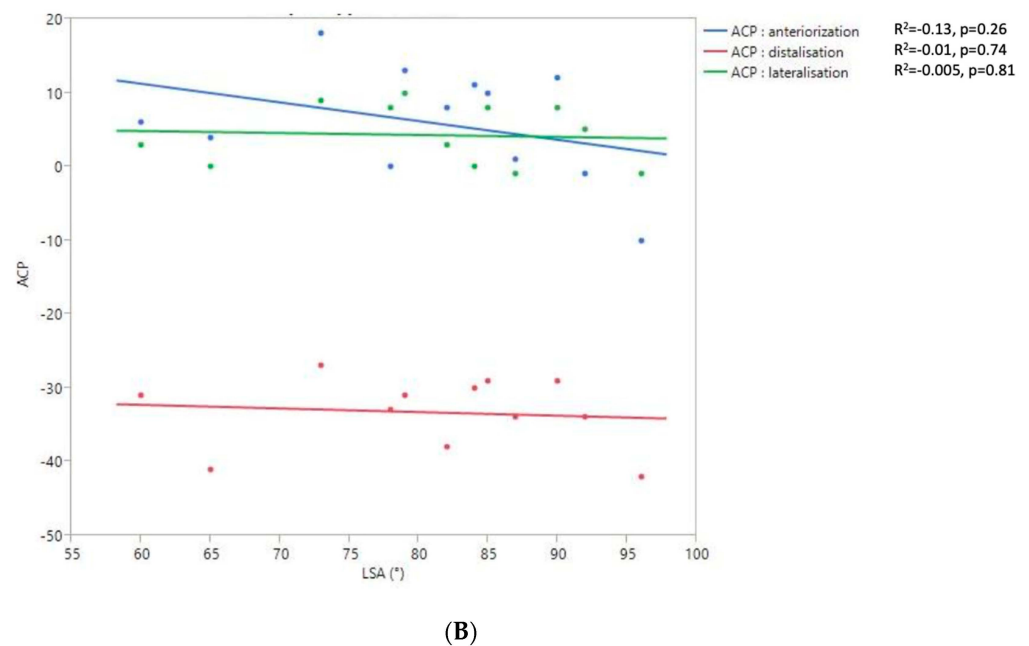 ACP : anteriorization R²=-0.13, p=0.26
ACP : distalisation R²=-0.01, p=0.74
ACP : lateralisation R²=-0.005, p=0.81
20
10
0
-10
-20
-30
-40
-50
ACP
55 60 65 70 75 80 85 90 95 100
LSA (°)
(B)